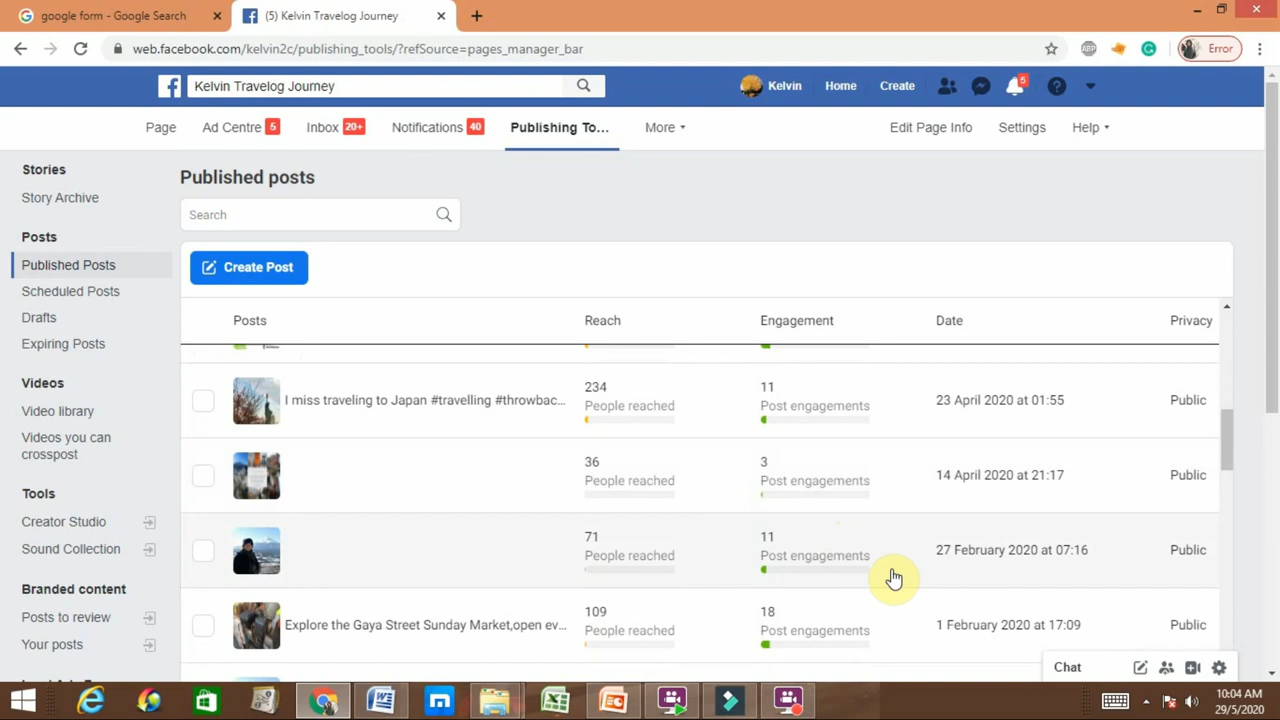 google form - Google Search
(5) Kelvin Travelog Journey
web.facebook.com/kelvin2c/publishing_tools/?refSource=pages_manager_bar
ABP
Error
Kelvin Travelog Journey
Kelvin
Home
Create
5
Page
Ad Centre 5
Inbox 20+
Notifications 40
Publishing To...
More
Edit Page Info
Settings
Help
Stories
Story Archive
Posts
Published Posts
Scheduled Posts
Drafts
Expiring Posts
Videos
Video library
Videos you can
crosspost
Tools
Creator Studio
Sound Collection
Branded content
Posts to review
Your posts
Published posts
Search
Create Post
Posts Reach Engagement Date Privacy
I miss traveling to Japan #travelling #throwbac...
234
People reached
11
Post engagements
23 April 2020 at 01:55
Public
36
People reached
3
Post engagements
14 April 2020 at 21:17
Public
71
People reached
11
Post engagements
27 February 2020 at 07:16
Public
Explore the Gaya Street Sunday Market,open ev...
109
People reached
18
Post engagements
1 February at 17:09
Public
Chat
10:04 AM
29/5/2020